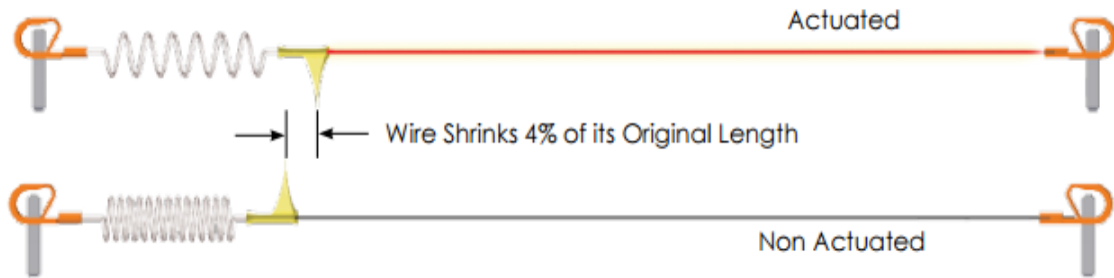 Actuated
Wire Shrinks 4% of its Original Length
Non Actuated